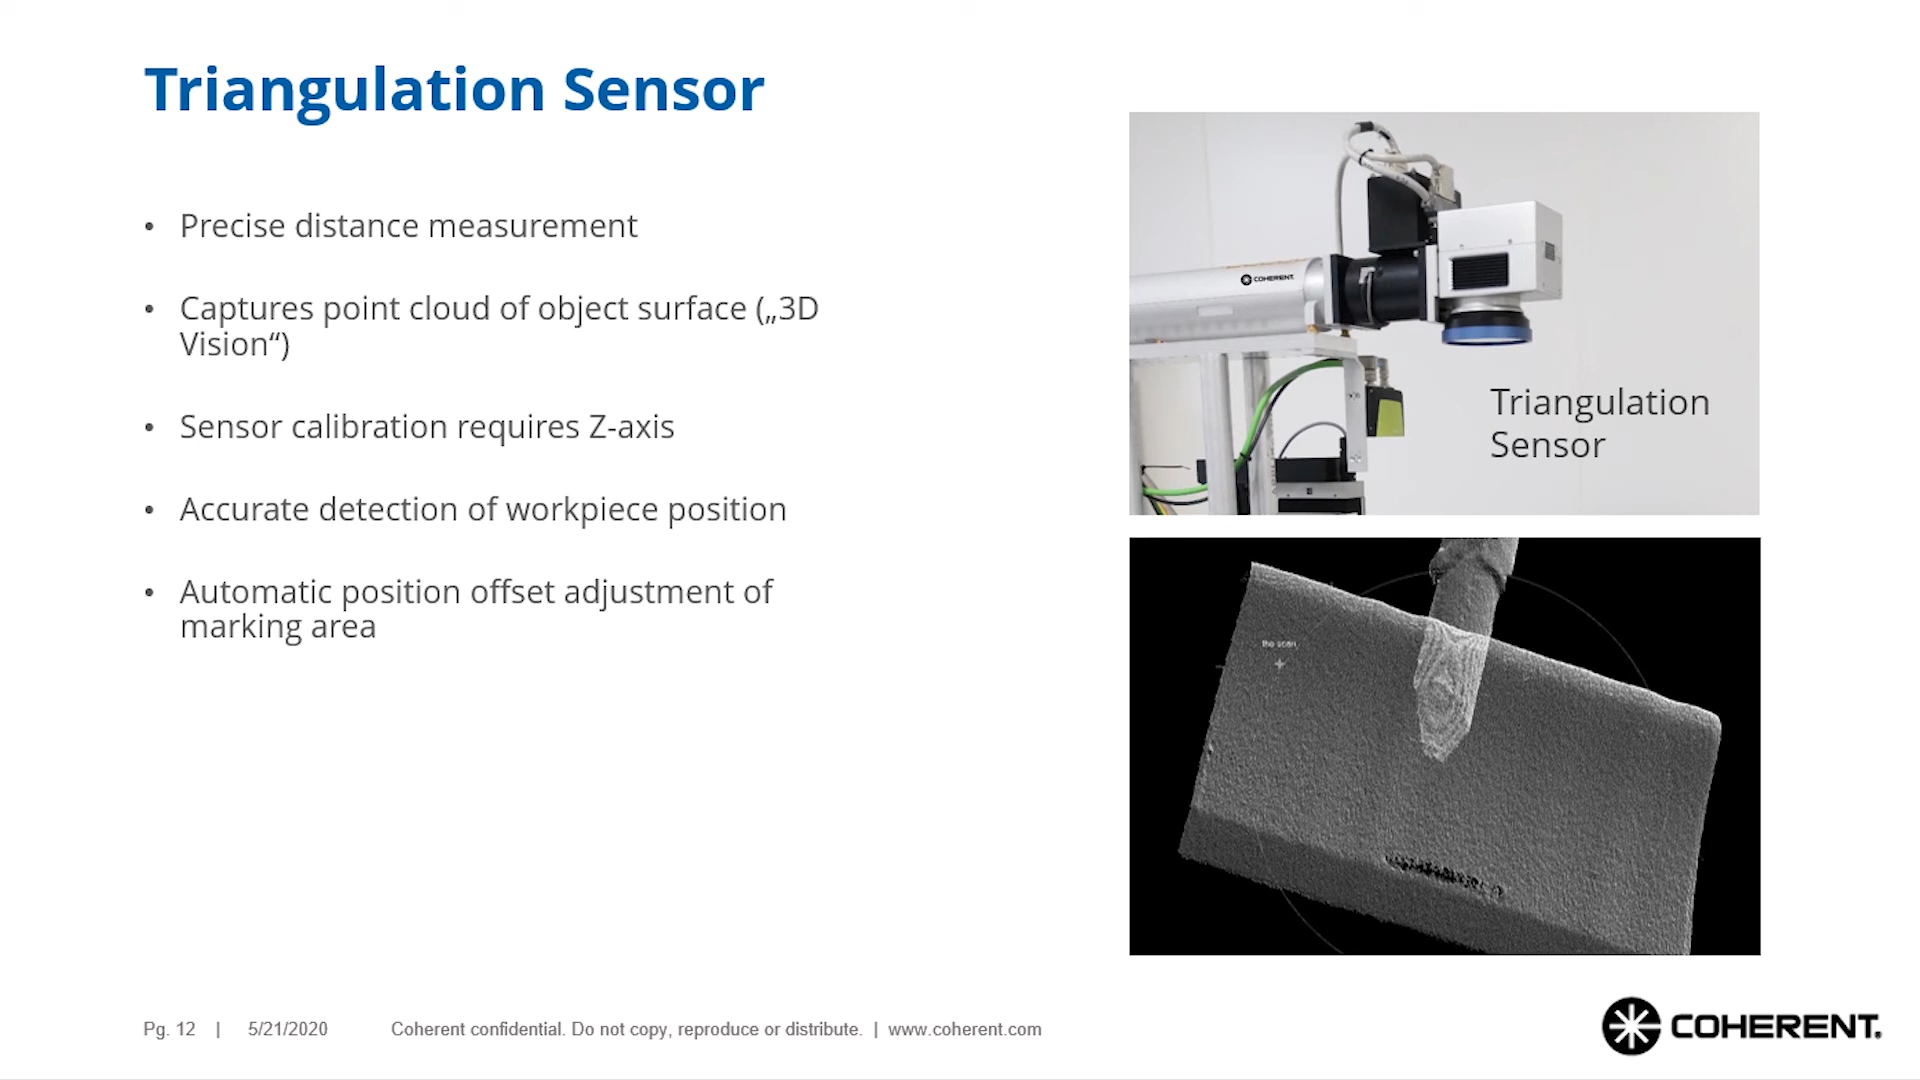 Triangulation Sensor
• Precise distance measurement
• Captures point cloud of object surface („3D
Vision“)
• Sensor calibration requires Z-axis
• Accurate detection of workpiece position
• Automatic position offset adjustment of
marking area
COHERENT.
Triangulation
Sensor
the scan
Pg. 12 | 5/21/2020 Coherent confidential. Do not copy, reproduce or distribute. | www.coherent.com
COHERENT.